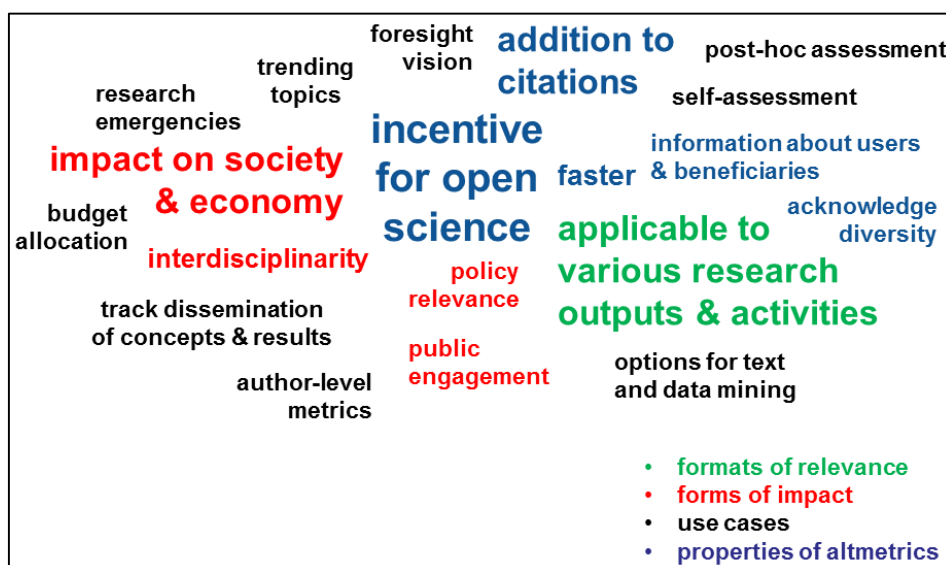 foresight
vision
addition to
citations
post-hoc assessment
trending
topics
self-assessment
research
emergencies
incentive
for open
science
impact on society
& economy
information about users
& beneficiaries
faster
budget
allocation
acknowledge
diversity
applicable to
various research
outputs & activities
interdisciplinarity
policy
relevance
track dissemination
of concepts & results
public
engagement
options for text
and data mining
author-level
metrics
• formats of relevance
• forms of impact
• use cases
• properties of altmetrics